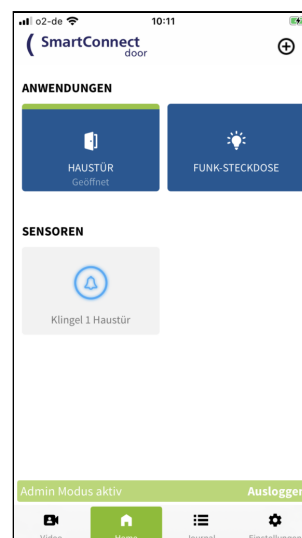 o2-de 10:11
SmartConnect
door
ANWENDUNGEN
HAUSTÜR
Geöffnet
FUNK-STECKDOSE
SENSOREN
Klingel 1 Haustür
Admin Modus aktiv Ausloggen
Video Home Journal Einstellungen